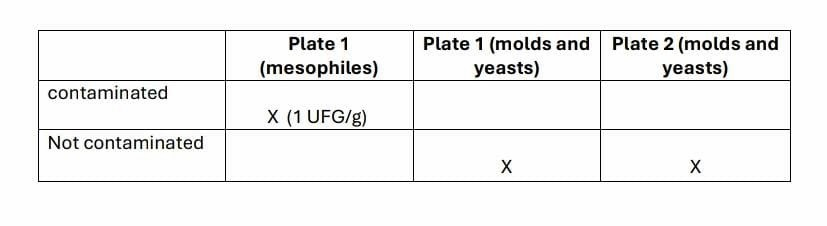 Plate 1 (mesophiles)
Plate 1 (molds and yeasts)
Plate 2 (molds and yeasts)
contaminated
X (1 UFG/g)
Not contaminated
X
X